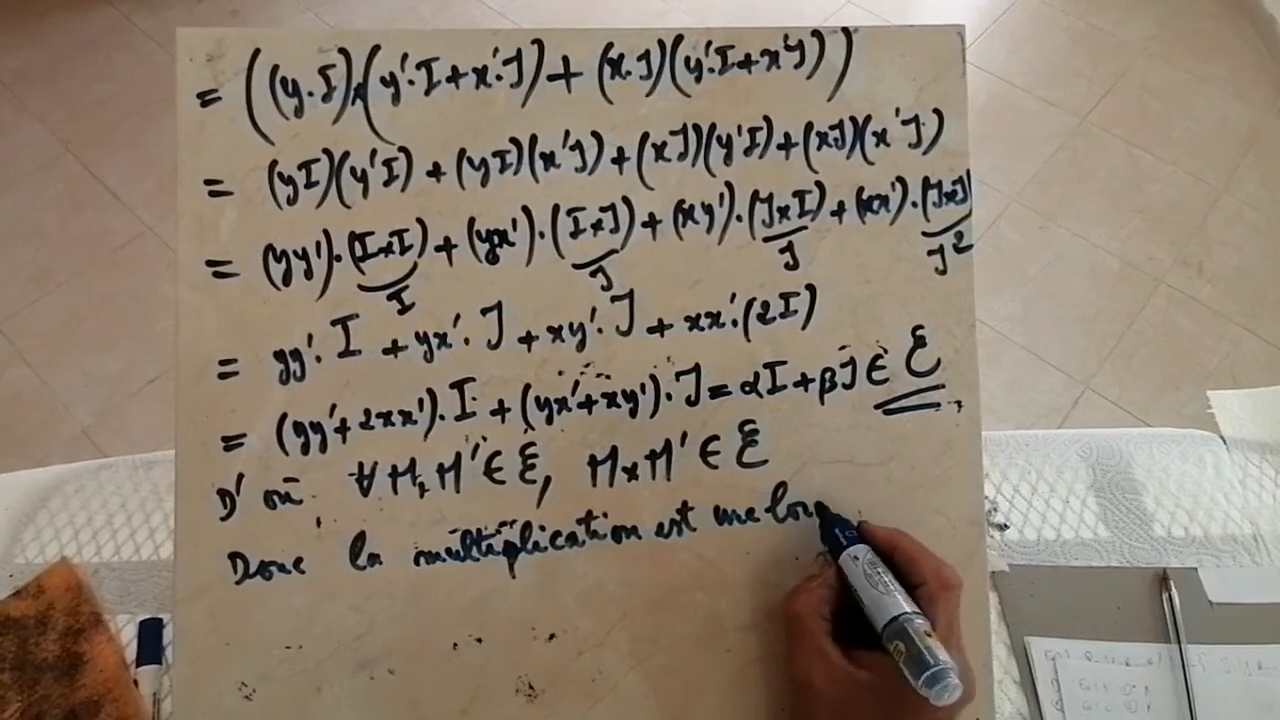 = ((y.I)×(y'.I+x'.J)+(x.J)(y'.I+x'J))
= (yI)(y'I)+(yI)(x'J)+(xJ)(y'I)+(xJ)(x'J)
= (yy').(I×I)+(yx').(I×J)+(xy').(J×I)+(xx').(J×J)
I J J J²
= yy'.I+yx'.J+xy'.J+xx'.(2I)
= (yy'+2xx').I+(yx'+xy').J=αI+βJ∈E
D'où ∀M,M'∈E, M×M'∈E
Donc la multiplication est une